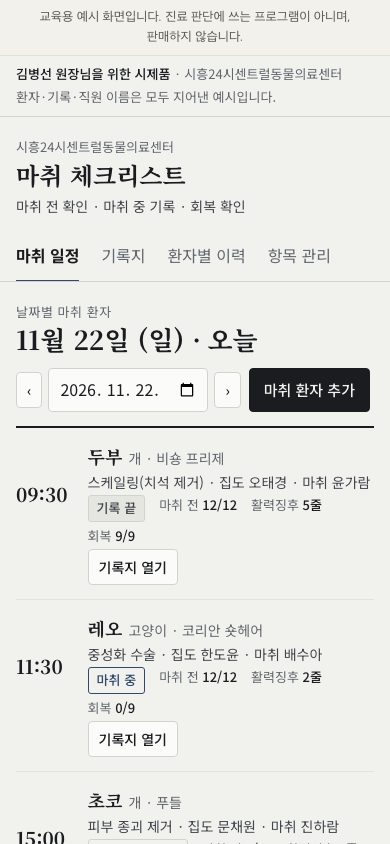 교육용 예시 화면입니다. 진료 판단에 쓰는 프로그램이 아니며,
판매하지 않습니다.
김병선 원장님을 위한 시제품 · 시흥24시센트럴동물의료센터
환자·기록·직원 이름은 모두 지어낸 예시입니다.
시흥24시센트럴동물의료센터
마취 체크리스트
마취 전 확인 · 마취 중 기록 · 회복 확인
마취 일정 기록지 환자별 이력 항목 관리
날짜별 마취 환자
11월 22일 (일) · 오늘
‹ 2026. 11. 22. › 마취 환자 추가
두부 개 · 비숑 프리제
09:30 스케일링(치석 제거) · 집도 오태경 · 마취 윤가람
기록 끝 마취 전 12/12 활력징후 5줄
회복 9/9
기록지 열기
레오 고양이 · 코리안 숏헤어
11:30 중성화 수술 · 집도 한도윤 · 마취 배수아
마취 중 마취 전 12/12 활력징후 2줄
회복 0/9
기록지 열기
초코 개 · 푸들
15:00 피부 종괴 제거 · 집도 문채원 · 마취 진하람